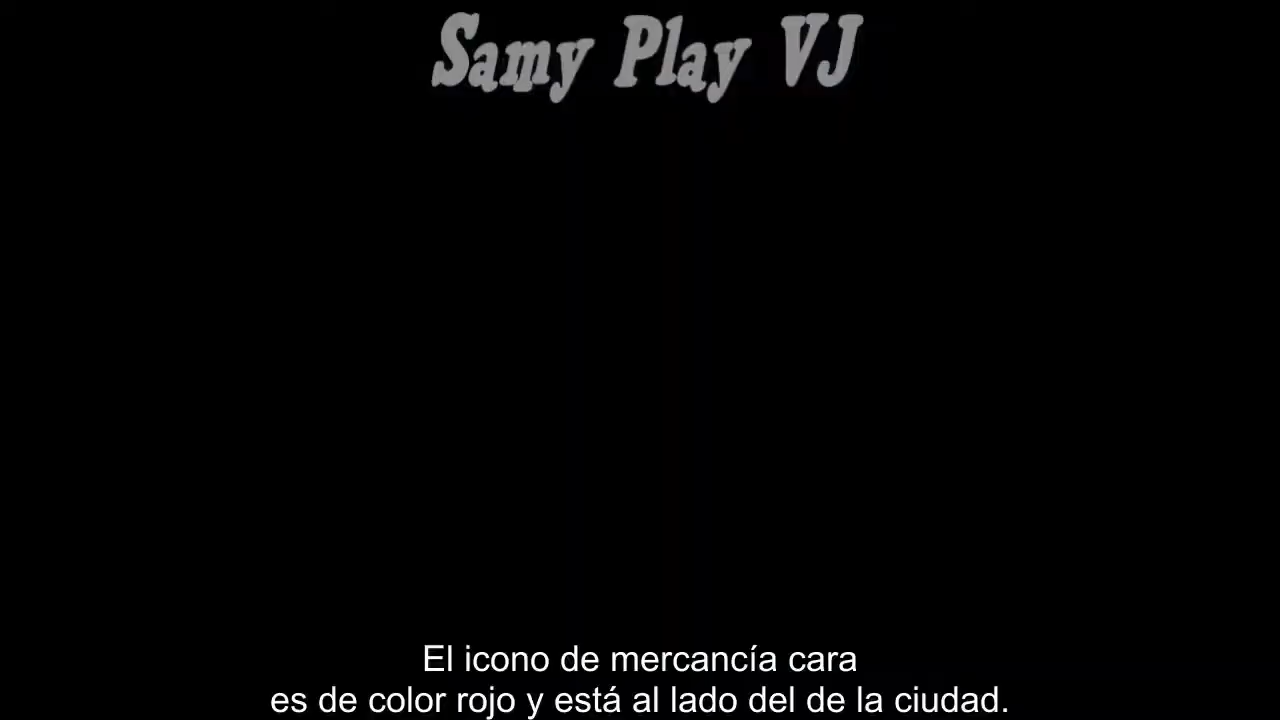 Samy Play VJ
El icono de mercancía cara
es de color rojo y está al lado del de la ciudad.